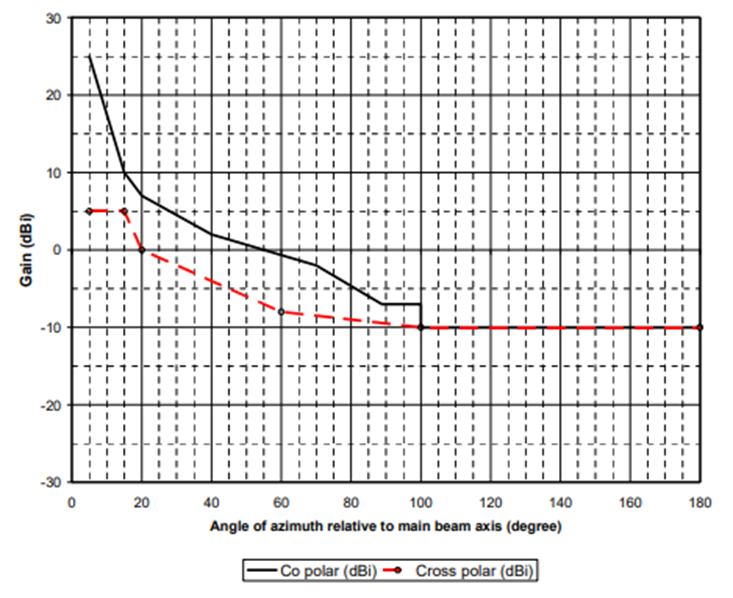 30
20
10
0
-10
-20
-30
Gain (dBi)
0 20 40 60 80 100 120 140 160 180
Angle of azimuth relative to main beam axis (degree)
Co polar (dBi) Cross polar (dBi)